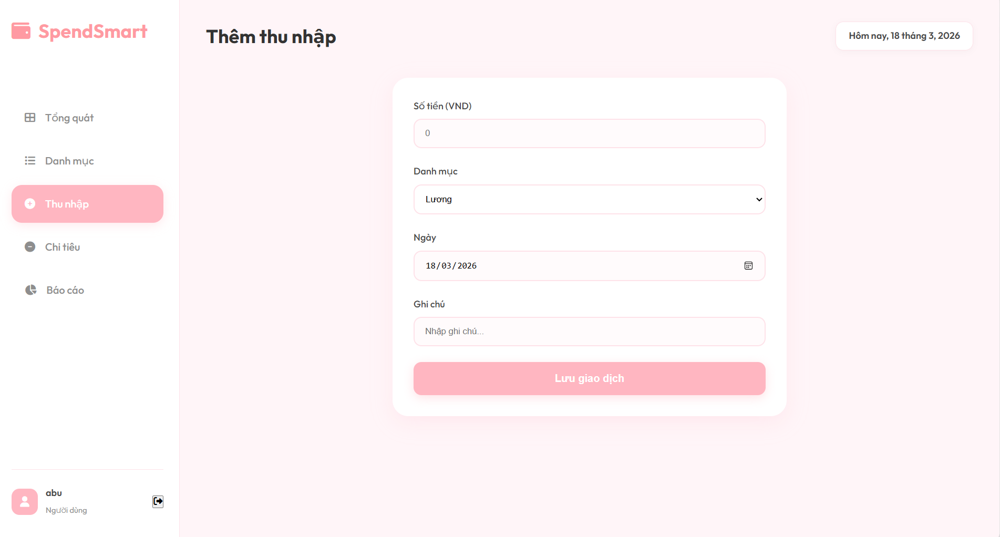 SpendSmart
Tổng quát
Danh mục
Thu nhập
Chi tiêu
Báo cáo
abu
Người dùng
Thêm thu nhập
Hôm nay, 18 tháng 3, 2026
Số tiền (VND)
0
Danh mục
Lương
Ngày
18/03/2026
Ghi chú
Nhập ghi chú...
Lưu giao dịch